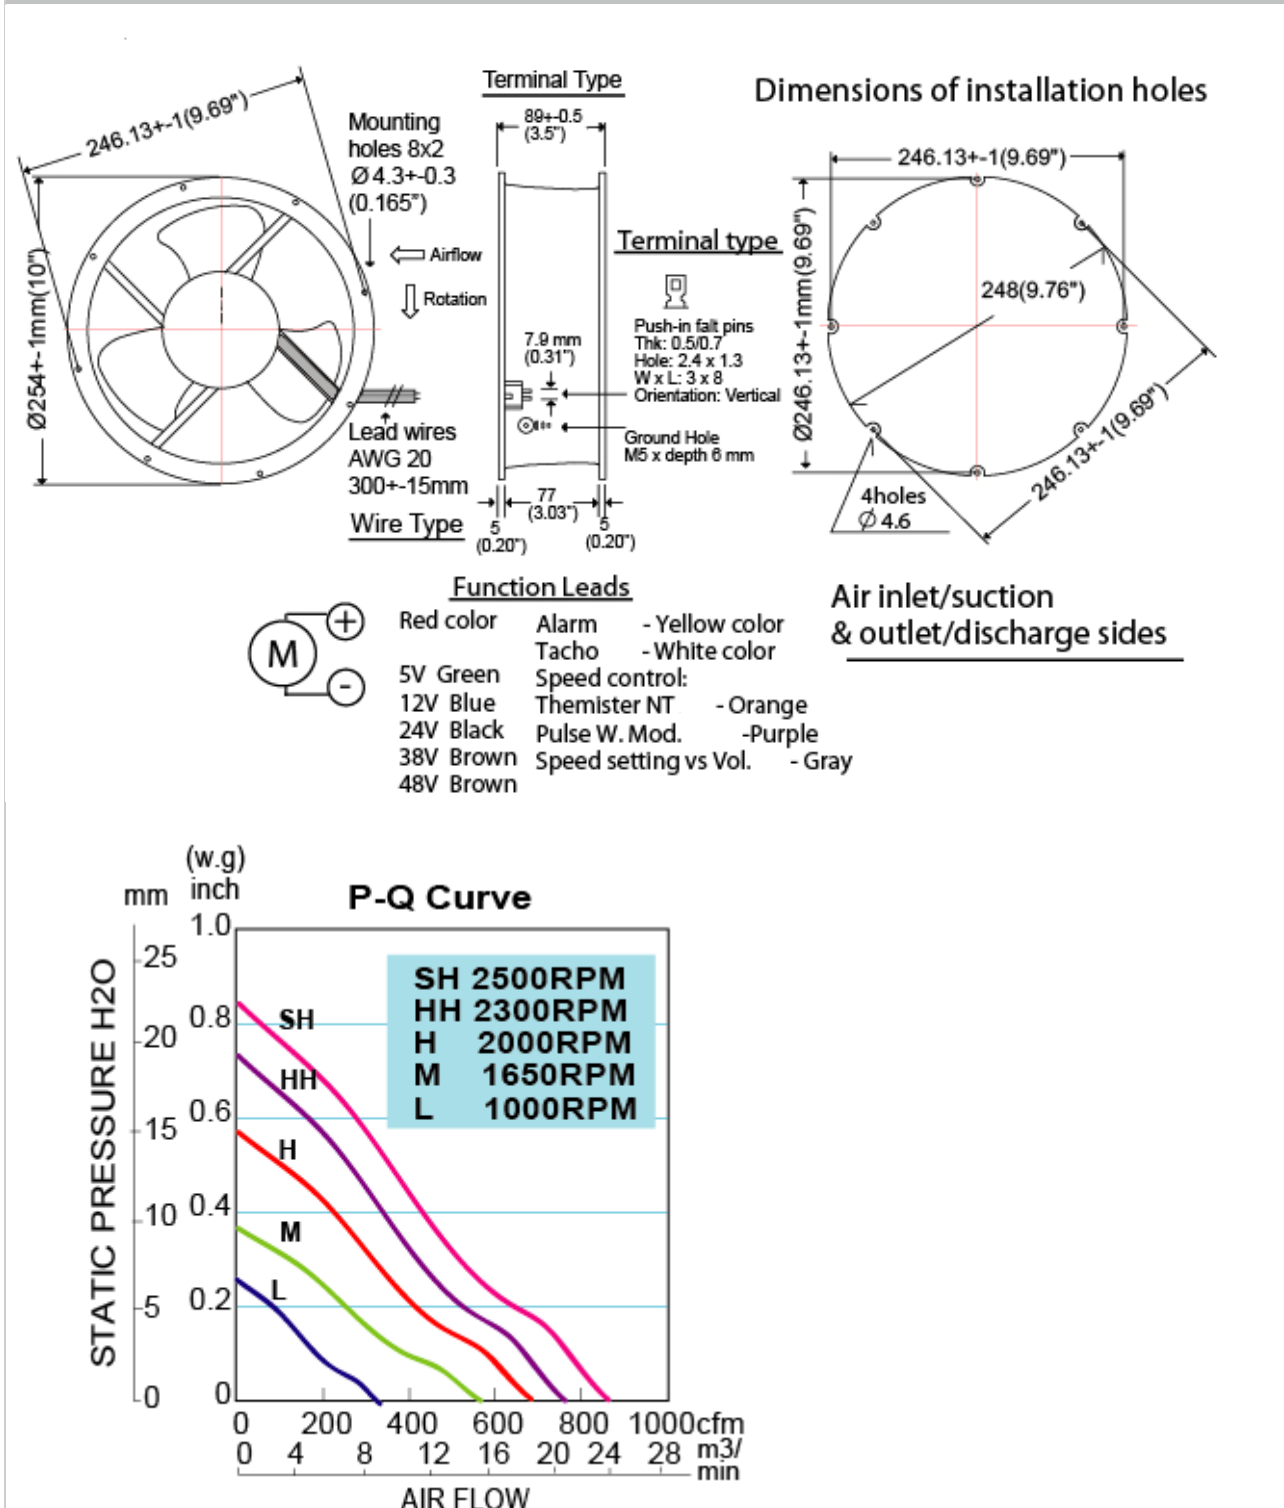 246.13+-1(9.69")
Ø254+-1mm(10")
Mounting
holes 8x2
Ø 4.3+-0.3
(0.165")
Airflow
Rotation
Lead wires
AWG 20
300+-15mm
Wire Type
Terminal Type
89+-0.5
(3.5")
7.9 mm
(0.31")
77
(3.03")
5
(0.20")
5
(0.20")
Terminal type
Push-in falt pins
Thk: 0.5/0.7
Hole: 2.4 x 1.3
W x L: 3 x 8
Orientation: Vertical
Ground Hole
M5 x depth 6 mm
Dimensions of installation holes
246.13+-1(9.69")
Ø246.13+-1mm(9.69")
248(9.76")
246.13+-1(9.69")
4holes
Ø 4.6
Air inlet/suction
& outlet/discharge sides
Function Leads
M
+
-
Red color
5V Green
12V Blue
24V Black
38V Brown
48V Brown
Alarm - Yellow color
Tacho - White color
Speed control:
Themister NT - Orange
Pulse W. Mod. -Purple
Speed setting vs Vol. - Gray
P-Q Curve
(w.g)
mm inch
STATIC PRESSURE H2O
25
20
15
10
5
0
1.0
0.8
0.6
0.4
0.2
0
SH
HH
H
M
L
SH 2500RPM
HH 2300RPM
H 2000RPM
M 1650RPM
L 1000RPM
0 200 400 600 800 1000cfm
0 4 8 12 16 20 24 28 m3/
min
AIR FLOW